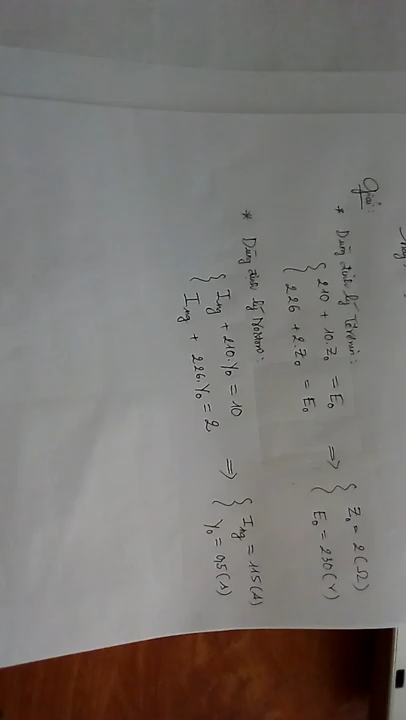 Giải:
* Dùng định lý Tevenin:
{ 210 + 10.Z₀ = E₀
{ 226 + 2.Z₀ = E₀
=> { Z₀ = 2 (Ω)
{ E₀ = 230 (V)
* Dùng định lý Norton:
{ Ing + 210.Y₀ = 10
{ Ing + 226.Y₀ = 2
=> { Ing = 115 (A)
{ Y₀ = 0,5 (s)